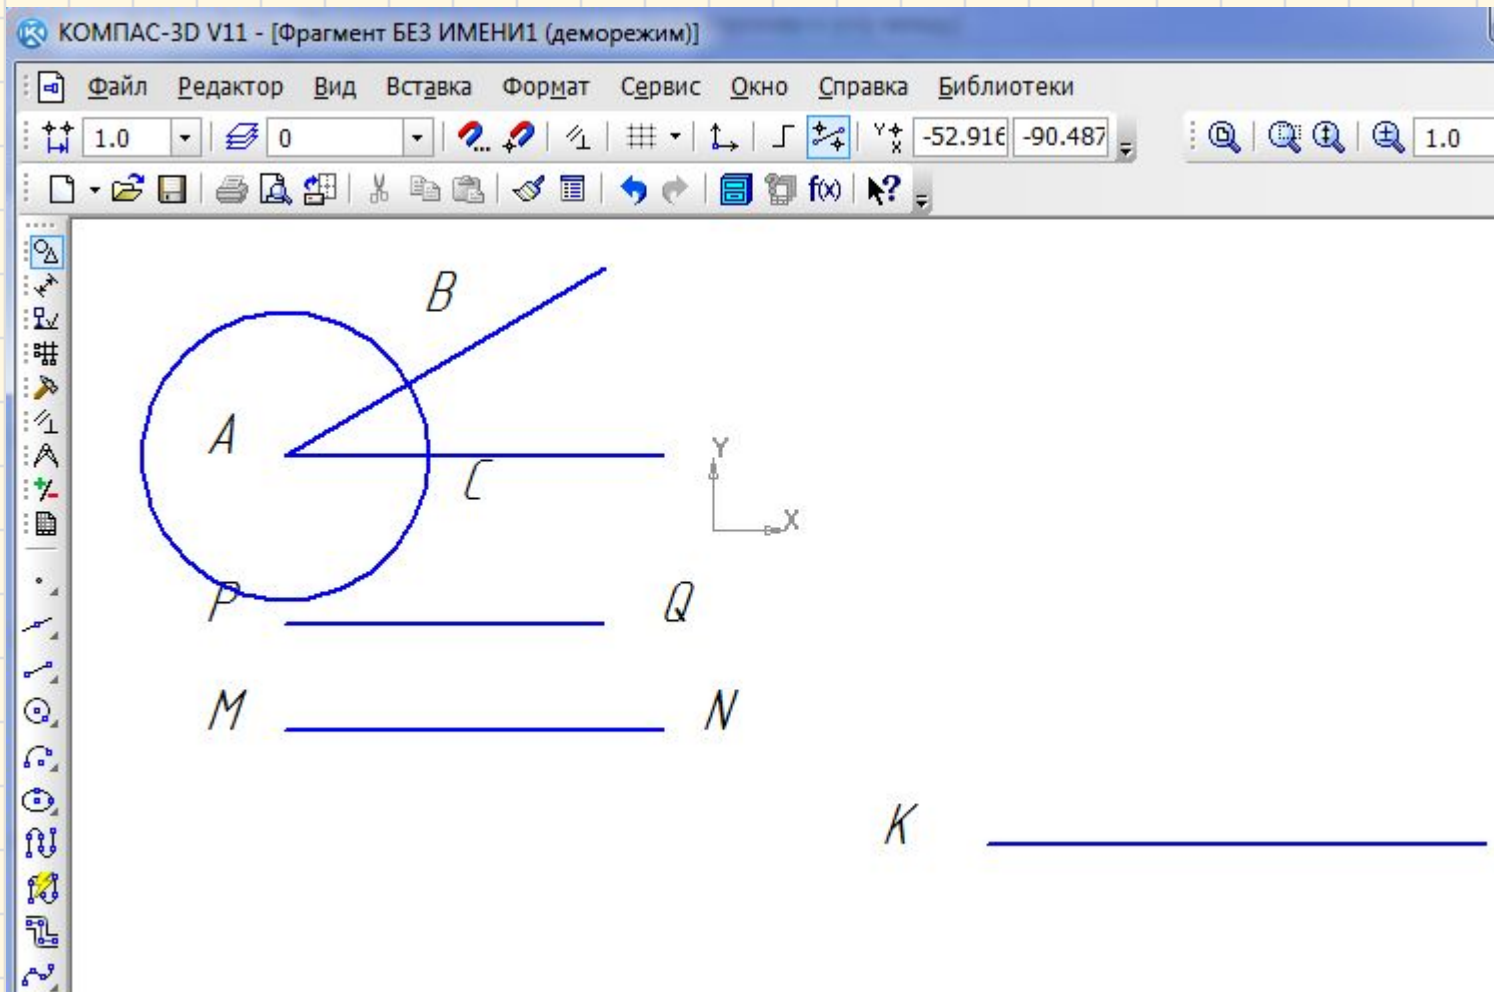 КОМПАС-3D V11 - [Фрагмент БЕЗ ИМЕНИ1 (деморежим)]
Файл Редактор Вид Вставка Формат Сервис Окно Справка Библиотеки
1.0 0 Y X -52.916 -90.487 1.0
f(x) ?
B
A
Y
C
X
P Q
M N
K